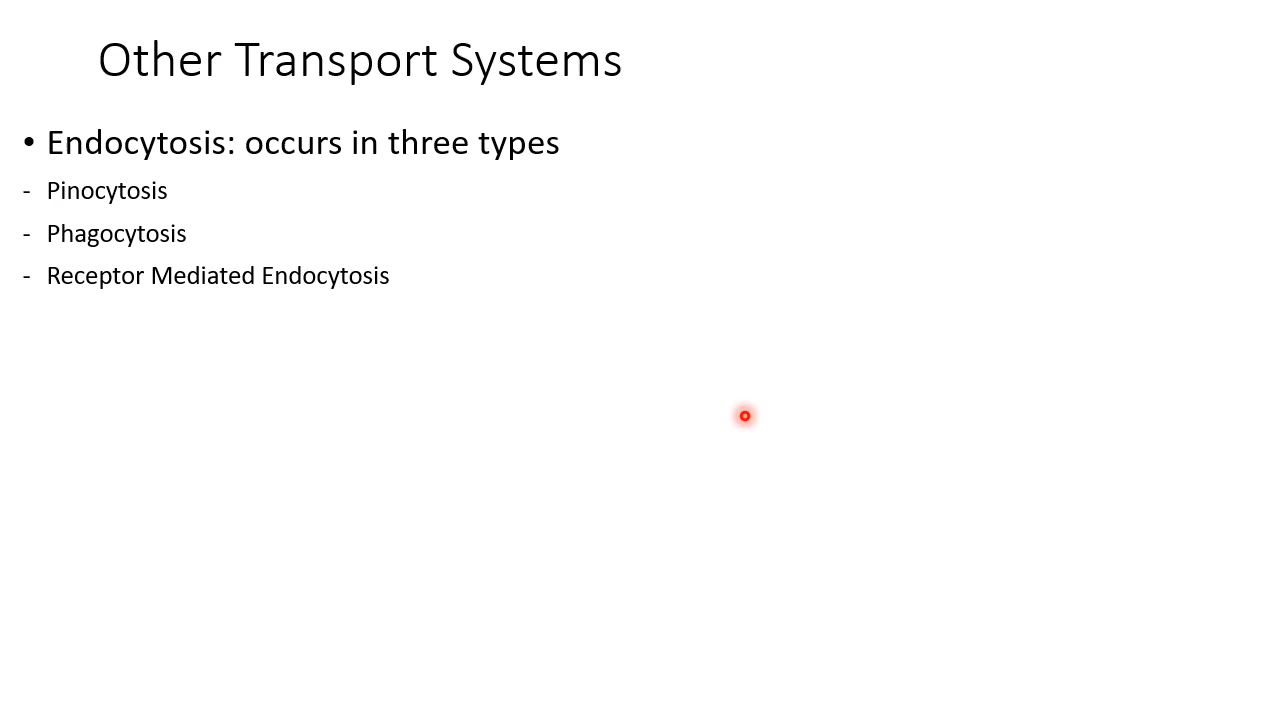 Other Transport Systems
• Endocytosis: occurs in three types
- Pinocytosis
- Phagocytosis
- Receptor Mediated Endocytosis